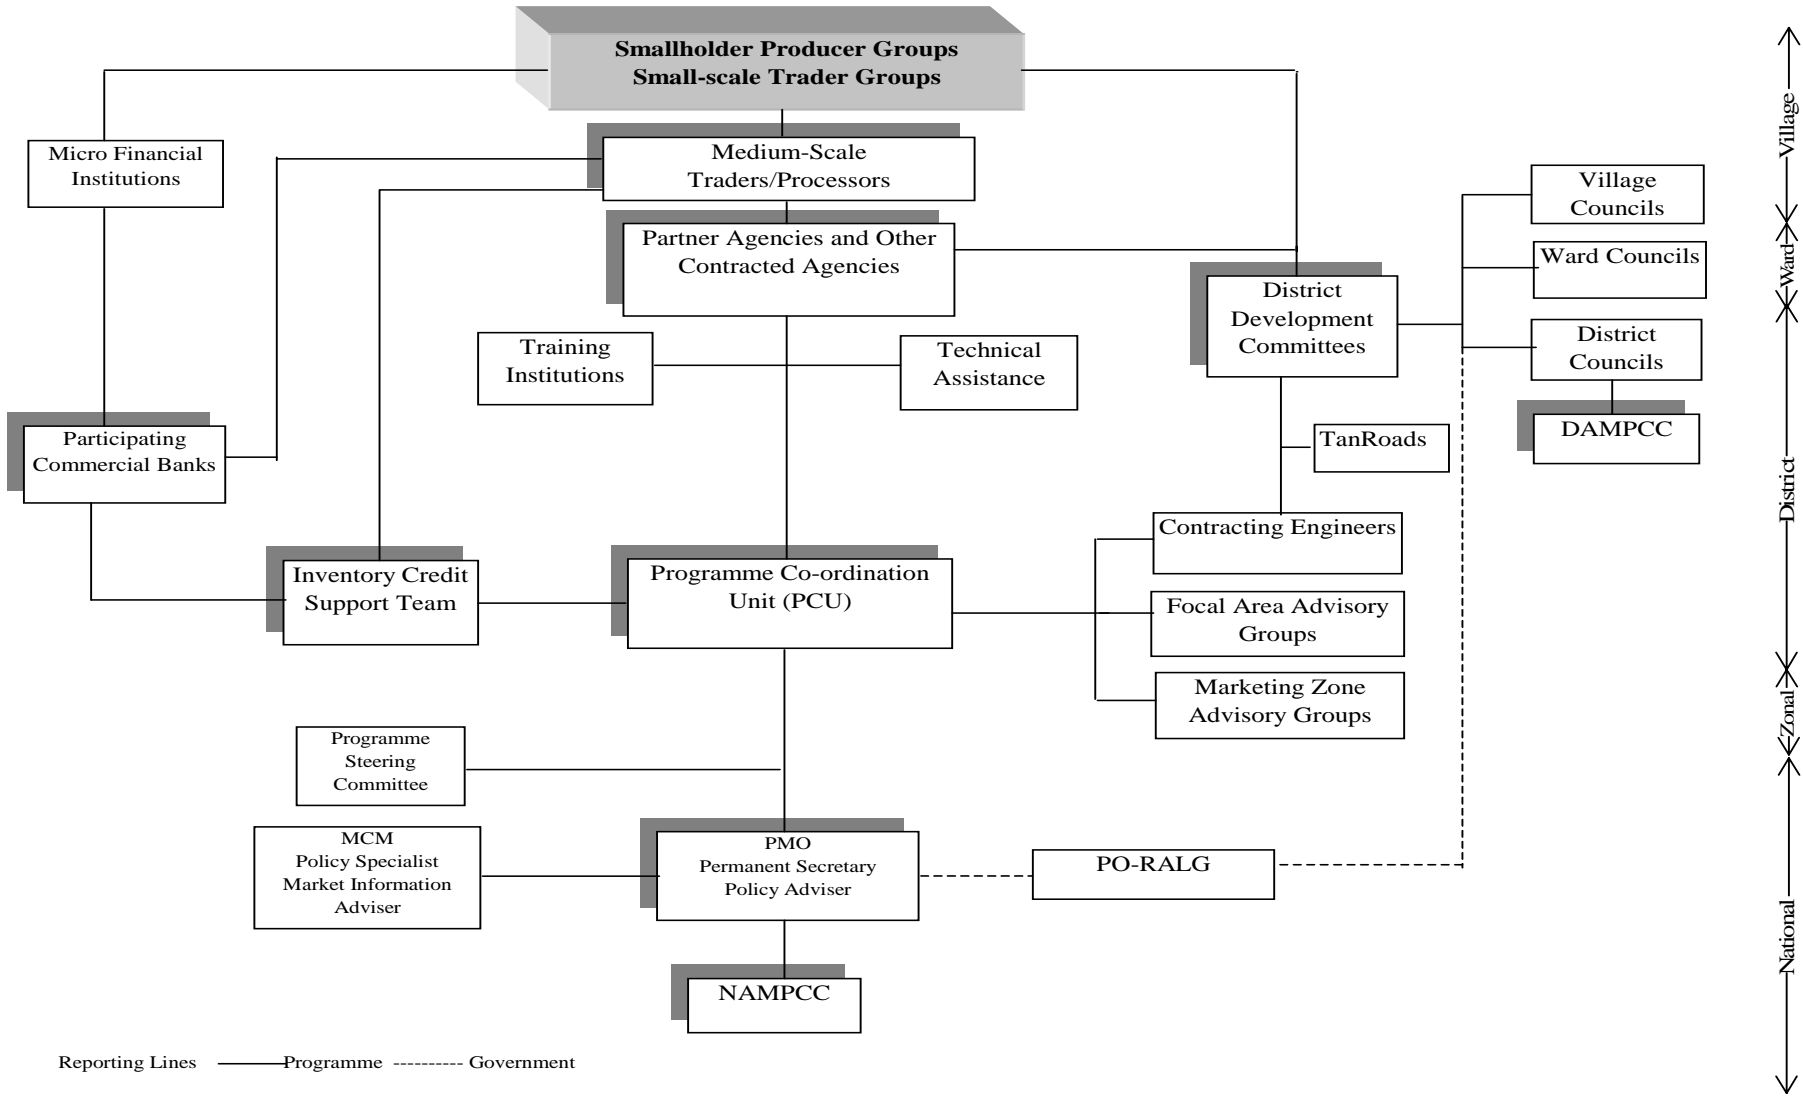 Smallholder Producer Groups
Small-scale Trader Groups
Micro Financial
Institutions
Medium-Scale
Traders/Processors
Village
Councils
Village
Partner Agencies and Other
Contracted Agencies
Ward Councils
Ward
District
Development
Committees
Training
Institutions
Technical
Assistance
District
Councils
Participating
Commercial Banks
TanRoads
DAMPCC
District
Contracting Engineers
Inventory Credit
Support Team
Programme Co-ordination
Unit (PCU)
Focal Area Advisory
Groups
Marketing Zone
Advisory Groups
Zonal
Programme
Steering
Committee
MCM
Policy Specialist
Market Information
Adviser
PMO
Permanent Secretary
Policy Adviser
PO-RALG
National
NAMPCC
Reporting Lines Programme Government